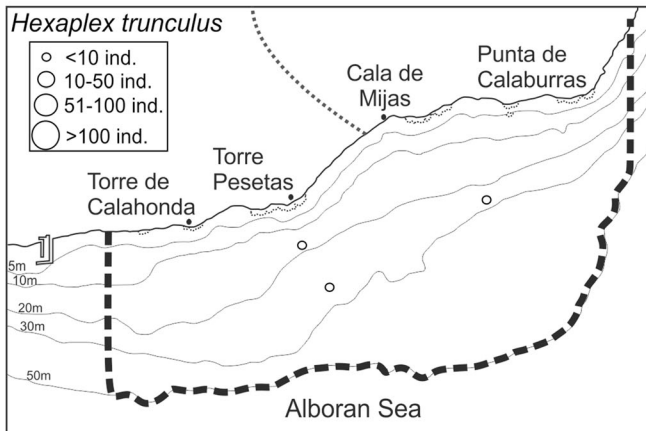 Hexaplex trunculus
<10 ind.
10-50 ind.
51-100 ind.
>100 ind.
Punta de
Calaburras
Cala de
Mijas
Torre
Pesetas
Torre de
Calahonda
5m
10m
20m
30m
50m
Alboran Sea